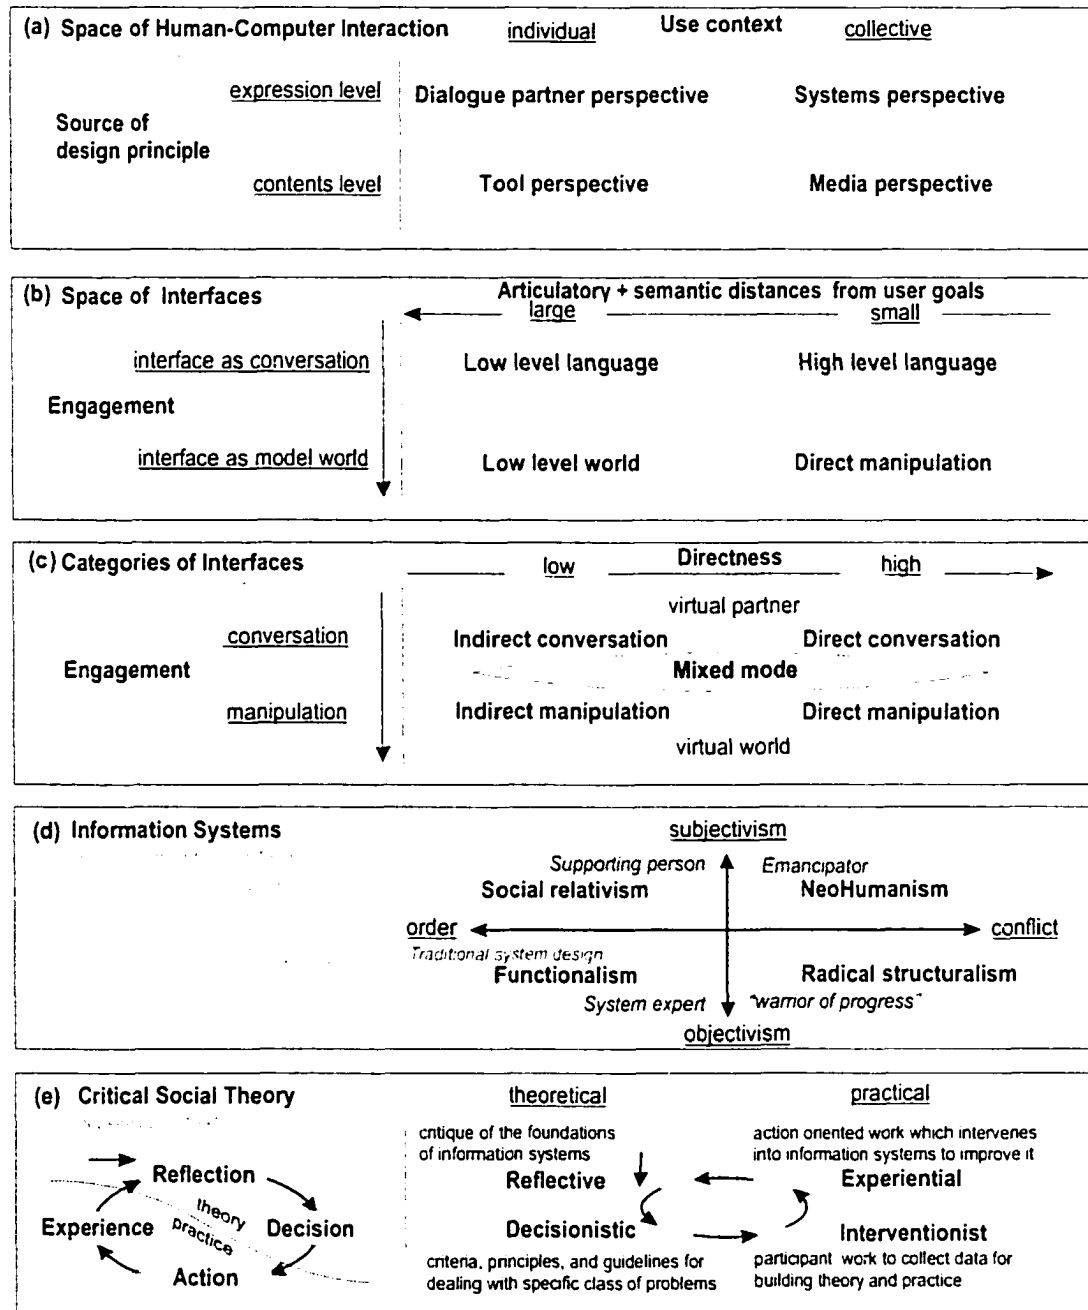 (a) Space of Human-Computer Interaction individual Use context collective
expression level Dialogue partner perspective Systems perspective
Source of
design principle
contents level Tool perspective Media perspective
(b) Space of Interfaces Articulatory + semantic distances from user goals
large small
interface as conversation Low level language High level language
Engagement
interface as model world Low level world Direct manipulation
(c) Categories of Interfaces low Directness high
virtual partner
conversation Indirect conversation Direct conversation
Engagement Mixed mode
manipulation Indirect manipulation Direct manipulation
virtual world
(d) Information Systems subjectivism
Supporting person Emancipator
Social relativism NeoHumanism
order conflict
Traditional system design
Functionalism Radical structuralism
System expert "warrior of progress"
objectivism
(e) Critical Social Theory theoretical practical
critique of the foundations
of information systems
action oriented work which intervenes
into information systems to improve it
Reflection
Experience theory
practice Decision
Action
Reflective Experiential
Decisionistic Interventionist
criteria, principles, and guidelines for
dealing with specific class of problems
participant work to collect data for
building theory and practice